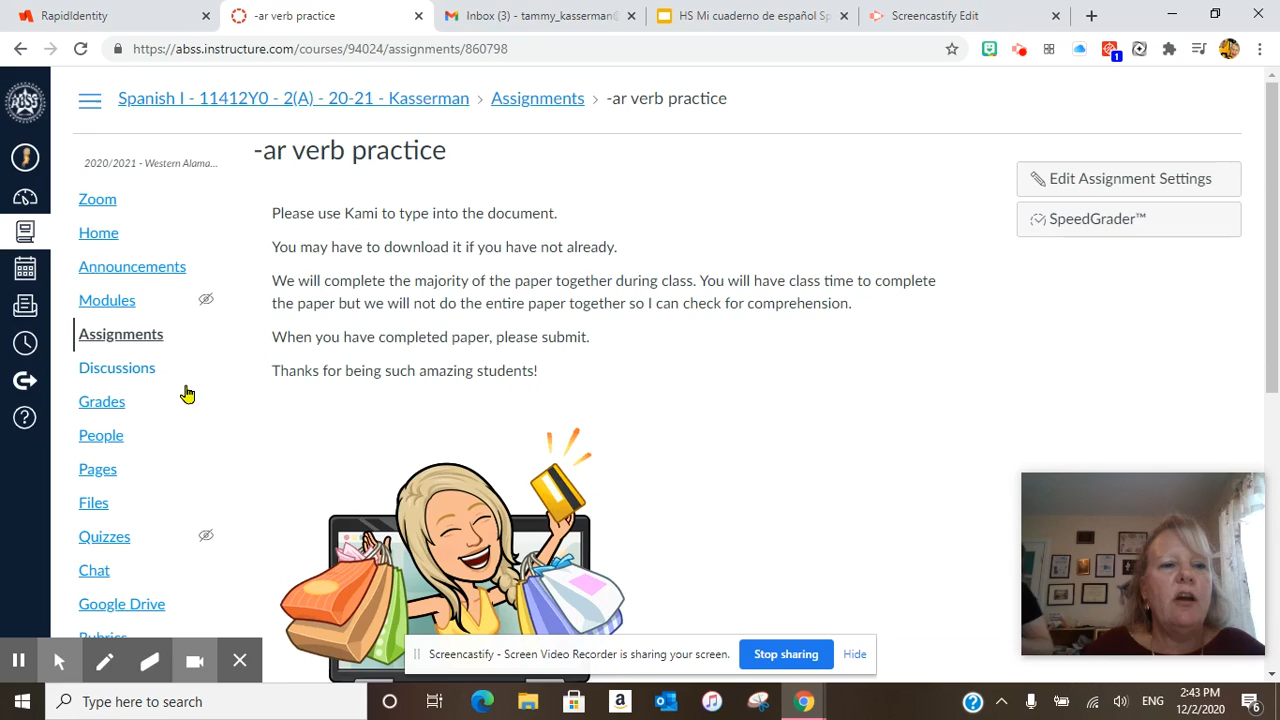 RapidIdentity
-ar verb practice
Inbox (3) - tammy_kasserman@
HS Mi cuaderno de español Sp
Screencastify Edit
https://abss.instructure.com/courses/94024/assignments/860798
1
ABSS
Spanish I - 11412Y0 - 2(A) - 20-21 - Kasserman > Assignments > -ar verb practice
2020/2021 - Western Alama...
-ar verb practice
Edit Assignment Settings
SpeedGrader™
Zoom
Home
Announcements
Modules
Assignments
Discussions
Grades
People
Pages
Files
Quizzes
Chat
Google Drive
Rubrics
Please use Kami to type into the document.
You may have to download it if you have not already.
We will complete the majority of the paper together during class. You will have class time to complete
the paper but we will not do the entire paper together so I can check for comprehension.
When you have completed paper, please submit.
Thanks for being such amazing students!
Screencastify - Screen Video Recorder is sharing your screen.
Stop sharing
Hide
Type here to search
ENG
2:43 PM
12/2/2020
6